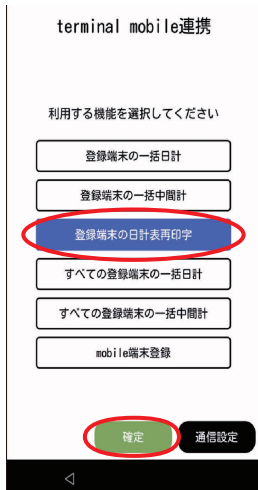 terminal mobile連携
利用する機能を選択してください
登録端末の一括日計
登録端末の一括中間計
登録端末の日計表再印字
すべての登録端末の一括日計
すべての登録端末の一括中間計
mobile端末登録
確定
通信設定